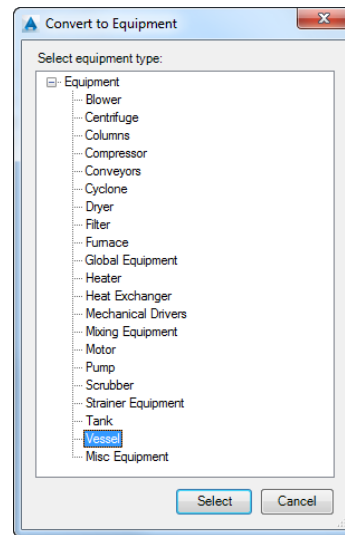 Convert to Equipment
Select equipment type:
Equipment
Blower
Centrifuge
Columns
Compressor
Conveyors
Cyclone
Dryer
Filter
Furnace
Global Equipment
Heater
Heat Exchanger
Mechanical Drivers
Mixing Equipment
Motor
Pump
Scrubber
Strainer Equipment
Tank
Vessel
Misc Equipment
Select Cancel